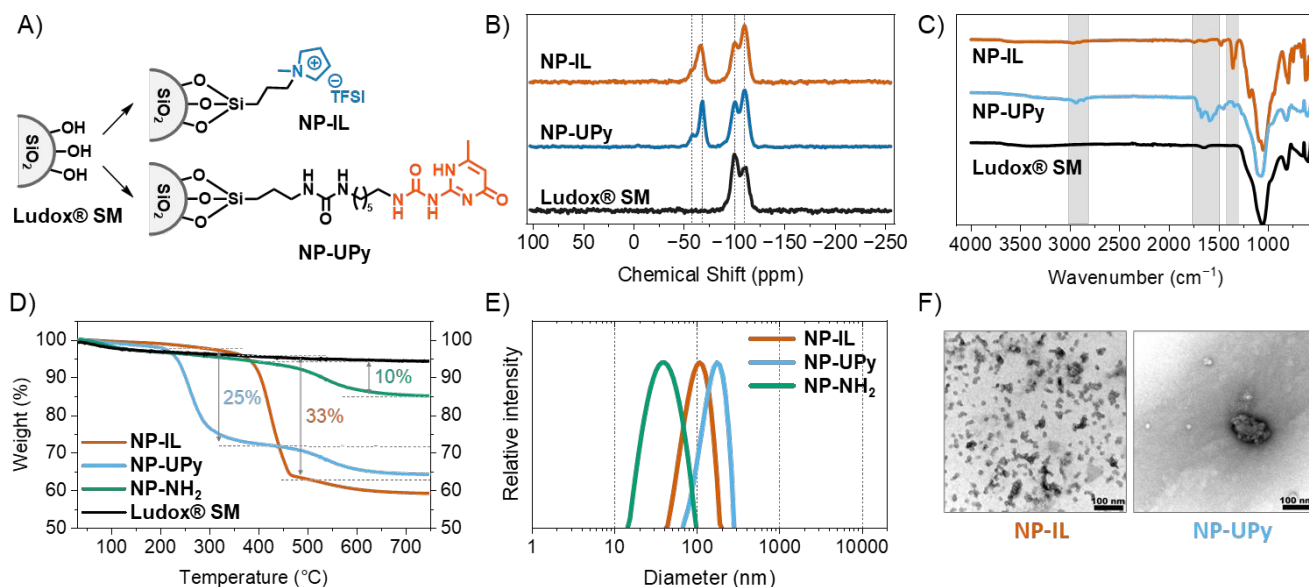 A)
SiO2
OH
OH
OH
Ludox® SM
SiO2
O
O
O
Si
N
⊕
⊖
TFSI
NP-IL
SiO2
O
O
O
Si
H
N
O
H
N
( )5
N
H
O
N
H
HN
N
O
NP-UPy
B)
NP-IL
NP-UPy
Ludox® SM
100 50 0 −50 −100 −150 −200 −250
Chemical Shift (ppm)
C)
NP-IL
NP-UPy
Ludox® SM
4000 3000 2000 1500 1000
Wavenumber (cm−1)
D)
100
90
80
70
60
50
Weight (%)
100
90
80
70
60
50
10%
25%
33%
NP-IL
NP-UPy
NP-NH2
Ludox® SM
100 200 300 400 500 600 700
Temperature (°C)
E)
Relative intensity
NP-IL
NP-UPy
NP-NH2
1 10 100 1000 10000
Diameter (nm)
F)
100 nm
100 nm
NP-IL
NP-UPy